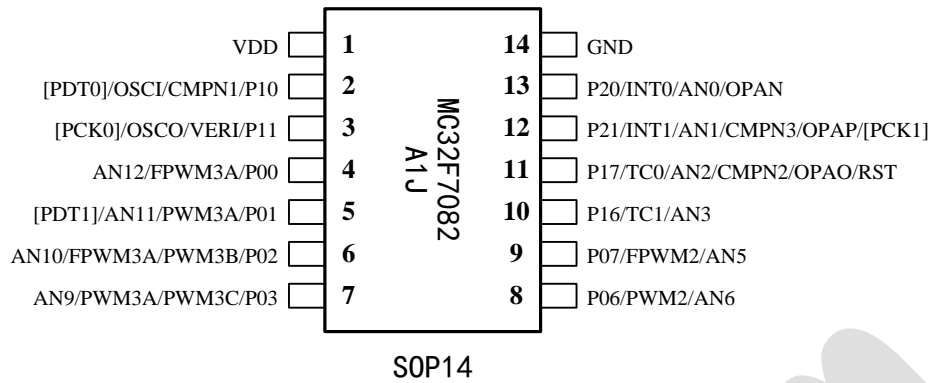 VDD 1 14 GND
[PDT0]/OSCI/CMPN1/P10 2 13 P20/INT0/AN0/OPAN
[PCK0]/OSCO/VERI/P11 3 12 P21/INT1/AN1/CMPN3/OPAP/[PCK1]
AN12/FPWM3A/P00 4 11 P17/TC0/AN2/CMPN2/OPAO/RST
[PDT1]/AN11/PWM3A/P01 5 10 P16/TC1/AN3
AN10/FPWM3A/PWM3B/P02 6 9 P07/FPWM2/AN5
AN9/PWM3A/PWM3C/P03 7 8 P06/PWM2/AN6
MC32F7082
A1J
SOP14